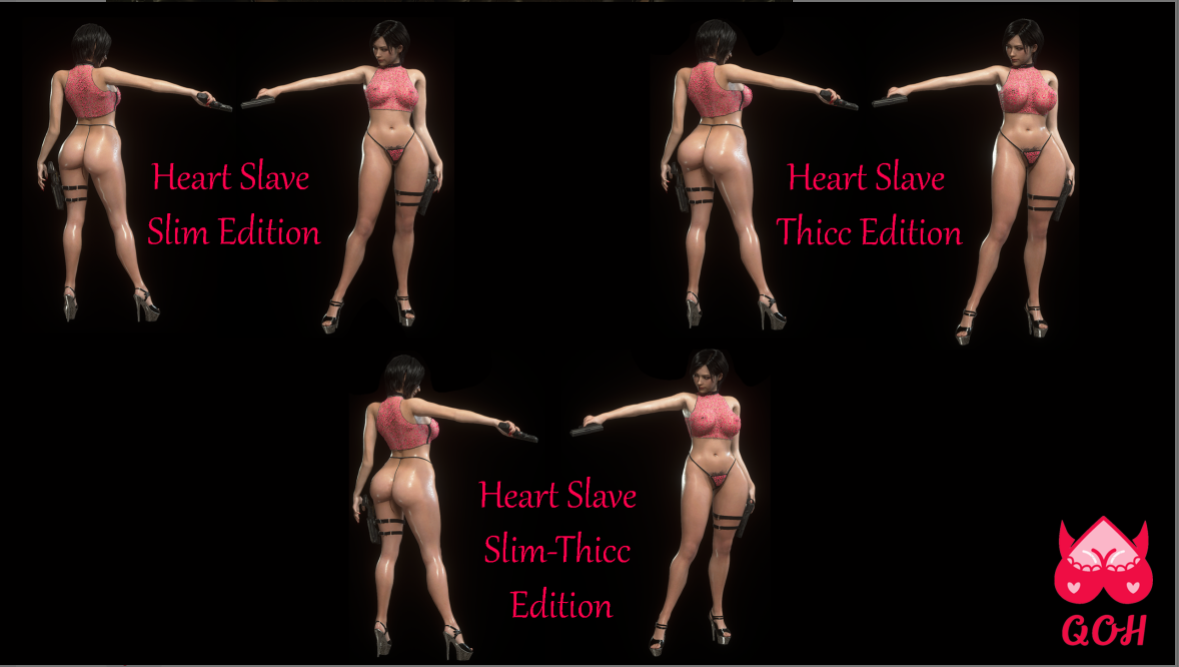 Heart Slave
Slim Edition
Heart Slave
Thicc Edition
Heart Slave
Slim-Thicc
Edition
QOH